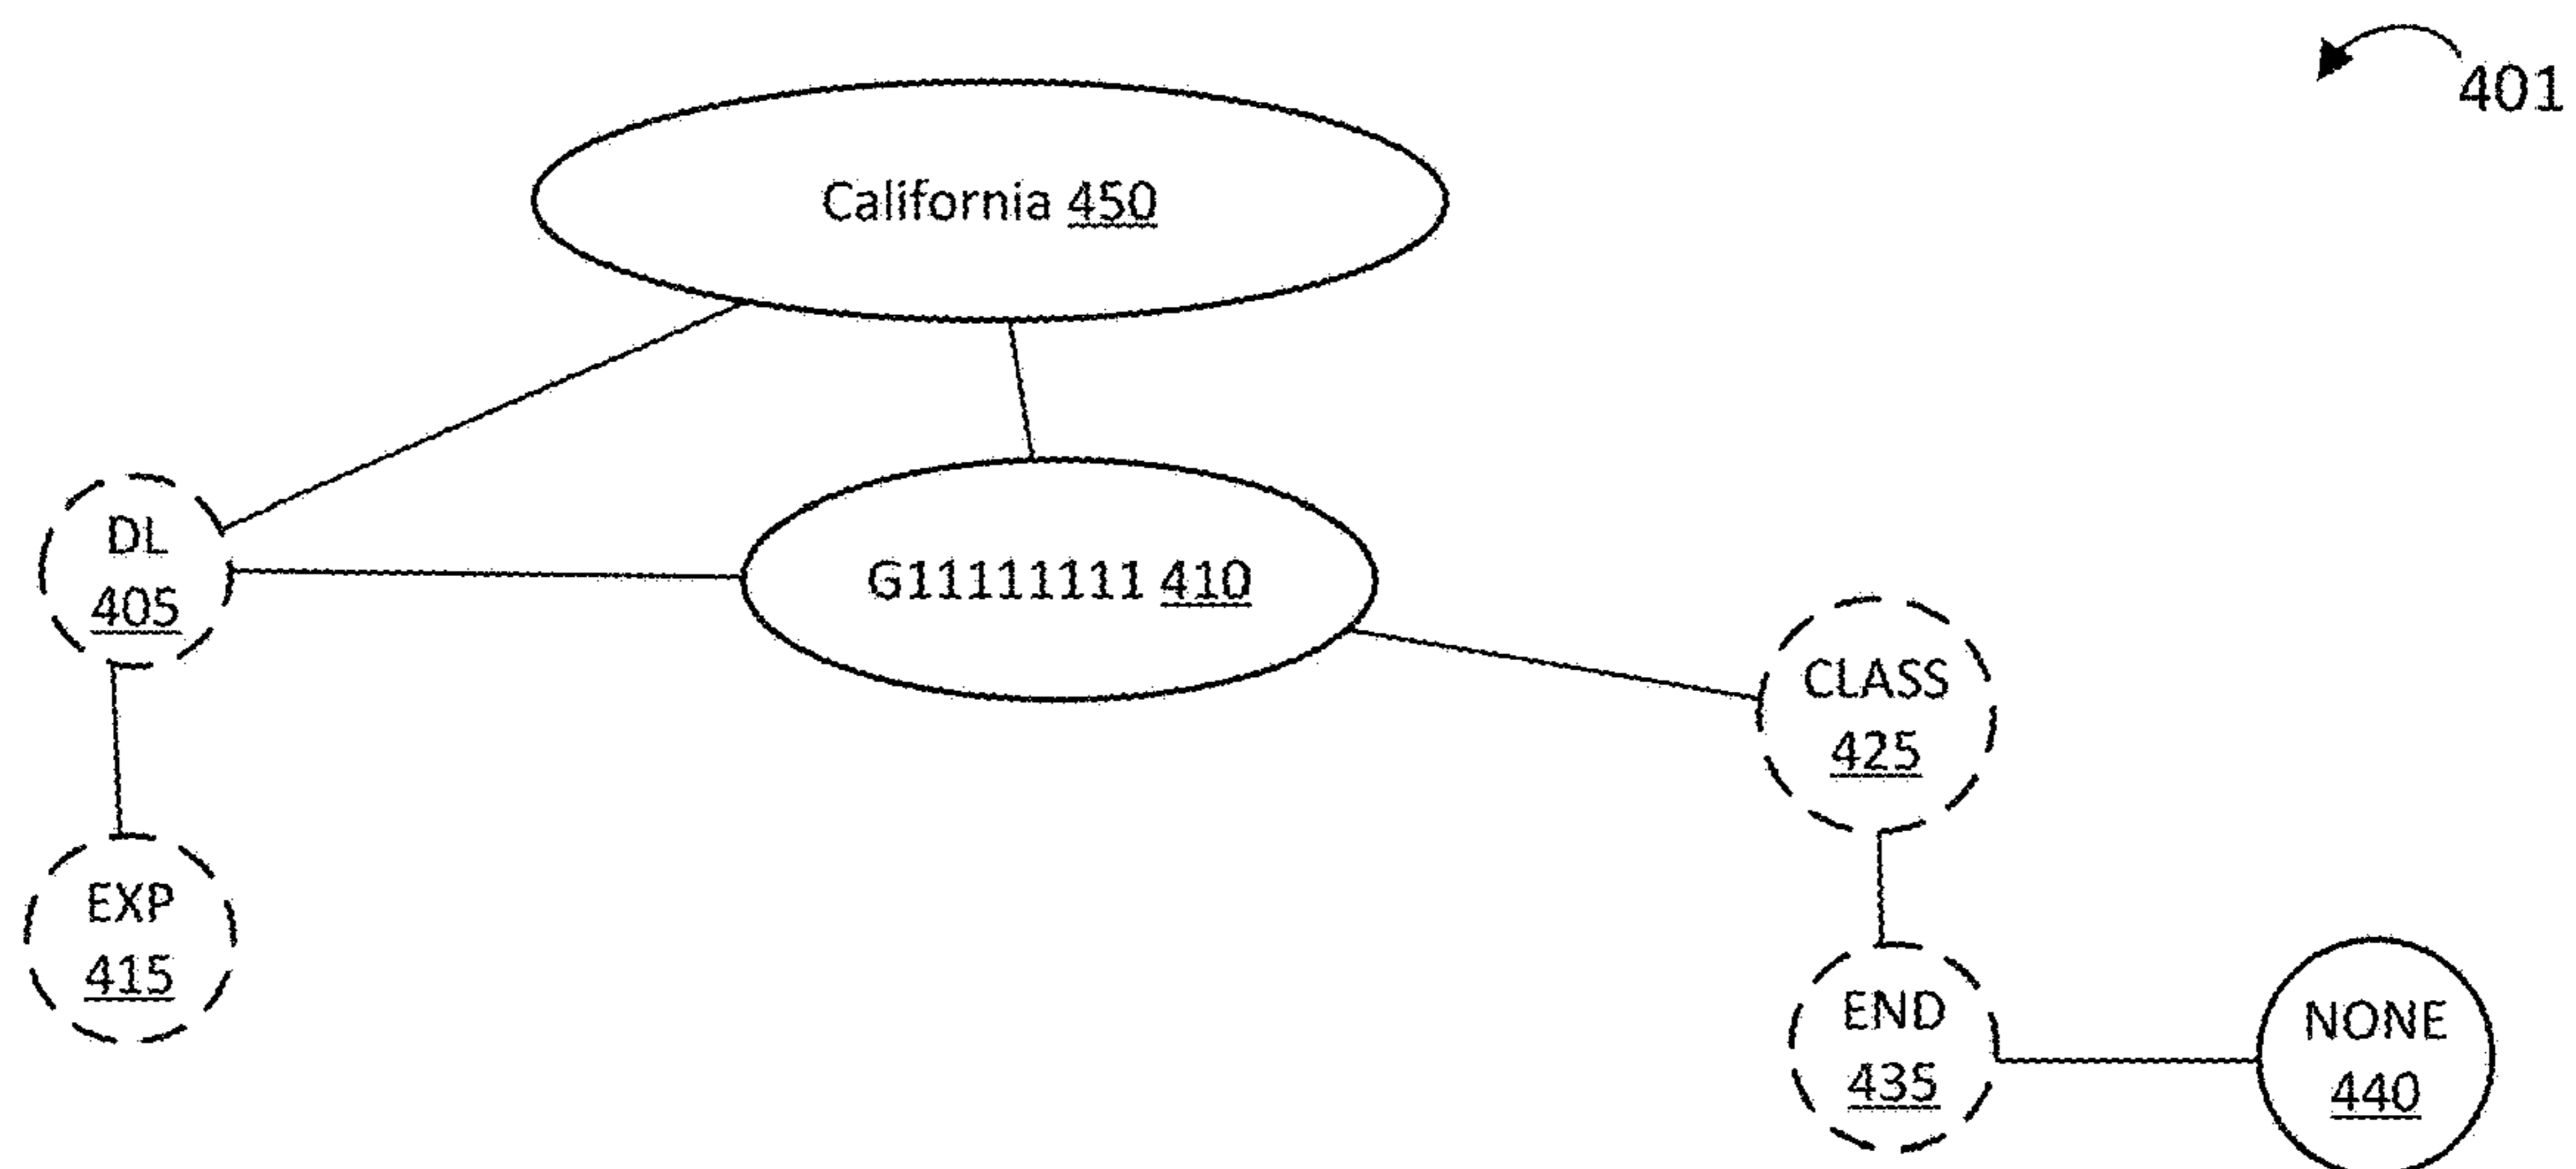 401
California 450
DL
405
G11111111 410
CLASS
425
EXP
415
END
435
NONE
440